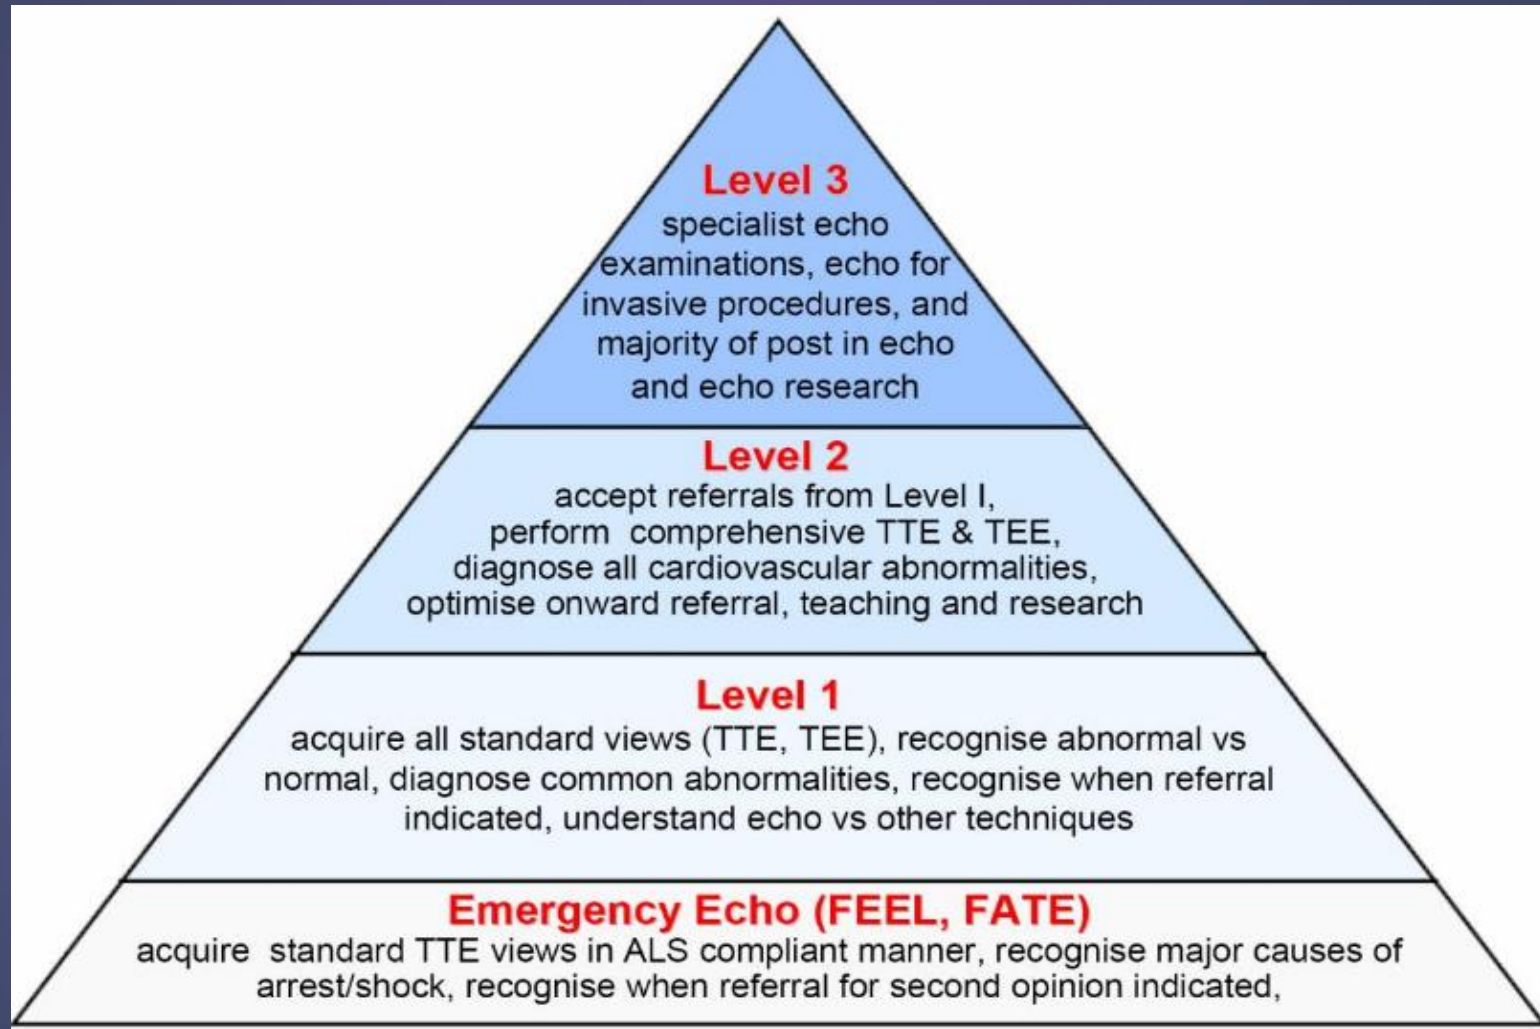 Level 3
specialist echo
examinations, echo for
invasive procedures, and
majority of post in echo
and echo research
Level 2
accept referrals from Level I,
perform comprehensive TTE & TEE,
diagnose all cardiovascular abnormalities,
optimise onward referral, teaching and research
Level 1
acquire all standard views (TTE, TEE), recognise abnormal vs
normal, diagnose common abnormalities, recognise when referral
indicated, understand echo vs other techniques
Emergency Echo (FEEL, FATE)
acquire standard TTE views in ALS compliant manner, recognise major causes of
arrest/shock, recognise when referral for second opinion indicated,